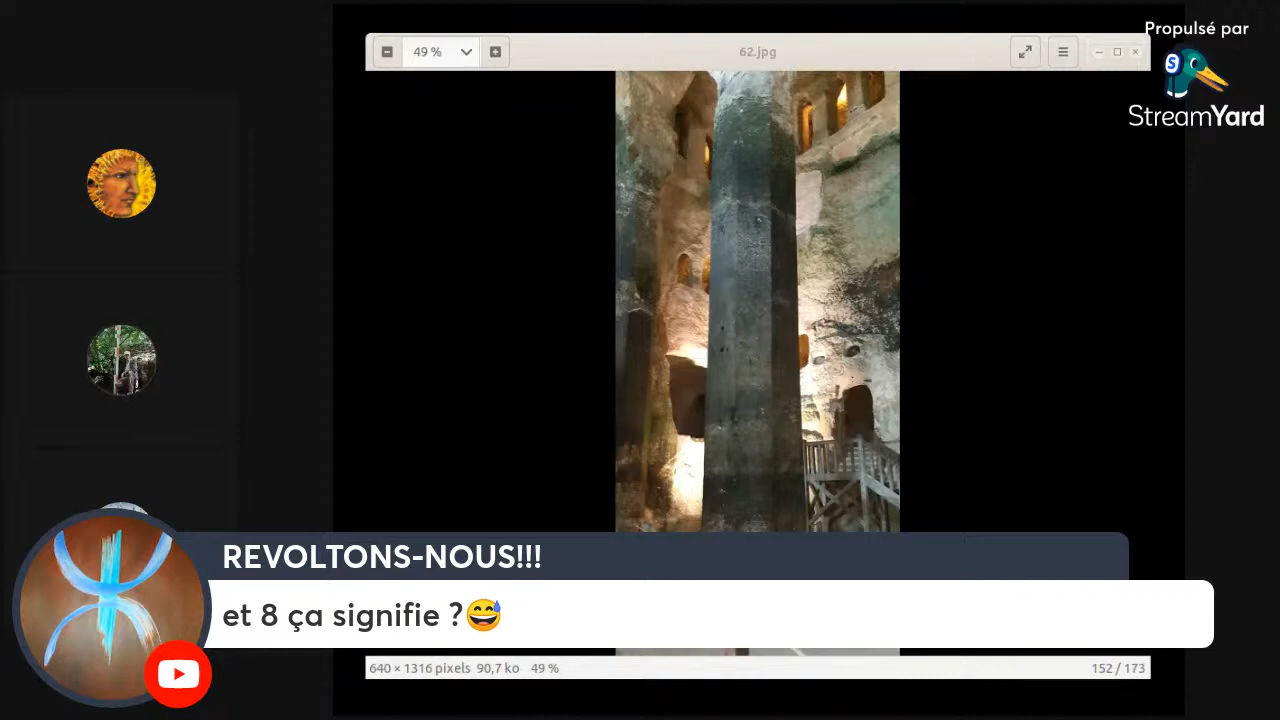 Propulsé par
StreamYard
49 %
62.jpg
REVOLTONS-NOUS!!!
et 8 ça signifie ?😅
640 × 1316 pixels 90,7 ko 49 %
152 / 173